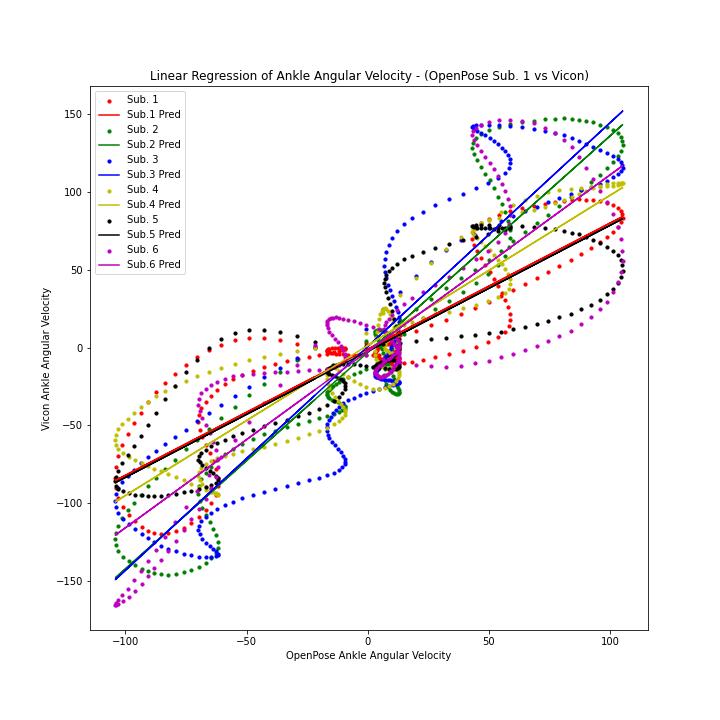 Linear Regression of Ankle Angular Velocity - (OpenPose Sub. 1 vs Vicon)
Sub. 1
Sub.1 Pred
Sub. 2
Sub.2 Pred
Sub. 3
Sub.3 Pred
Sub. 4
Sub.4 Pred
Sub. 5
Sub.5 Pred
Sub. 6
Sub.6 Pred
150
100
50
0
−50
−100
−150
Vicon Ankle Angular Velocity
−100
−50
0
50
100
OpenPose Ankle Angular Velocity